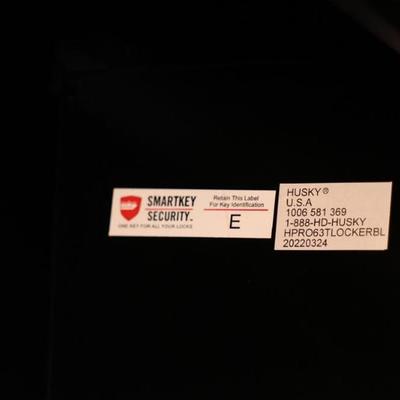 SMARTKEY
SECURITY™
ONE KEY FOR ALL YOUR LOCKS
Retain This Label
For Key Identification
E
HUSKY®
U.S.A
1006 581 369
1-888-HD-HUSKY
HPRO63TLOCKERBL
20220324